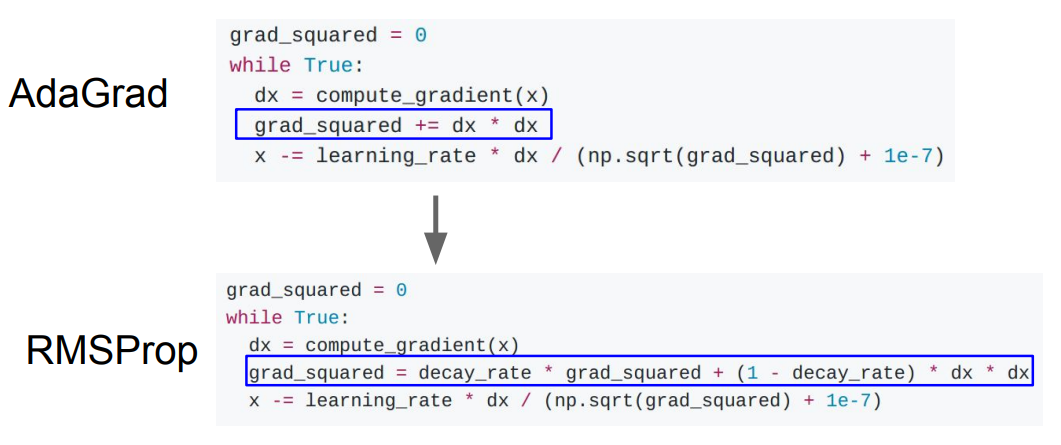 AdaGrad
grad_squared = 0
while True:
  dx = compute_gradient(x)
  grad_squared += dx * dx
  x -= learning_rate * dx / (np.sqrt(grad_squared) + 1e-7)
RMSProp
grad_squared = 0
while True:
  dx = compute_gradient(x)
  grad_squared = decay_rate * grad_squared + (1 - decay_rate) * dx * dx
  x -= learning_rate * dx / (np.sqrt(grad_squared) + 1e-7)